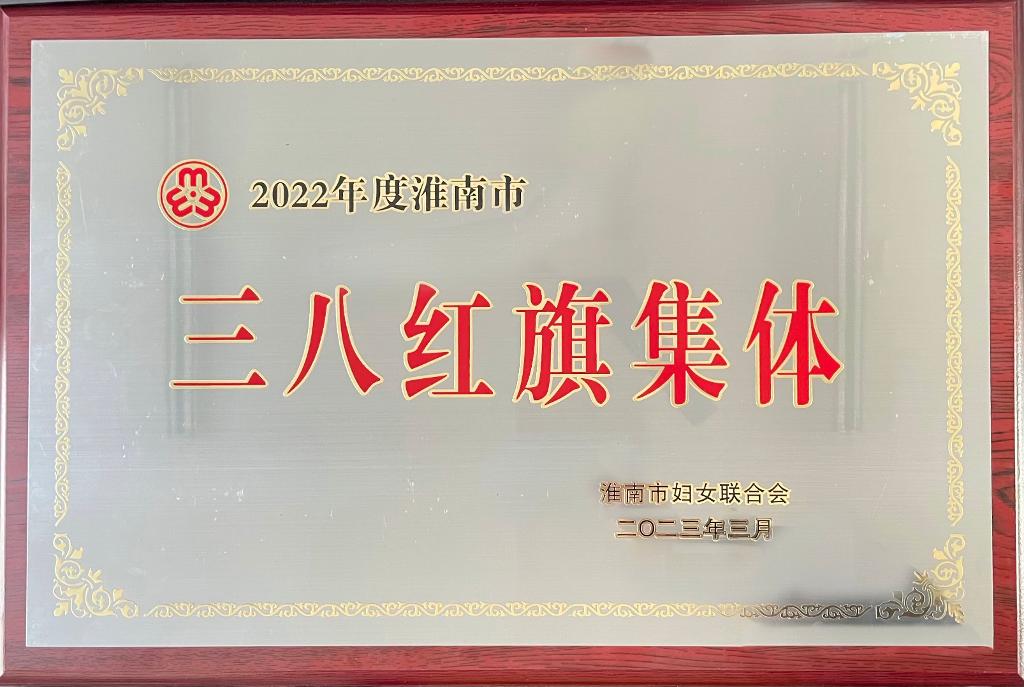 2022年度淮南市
三八红旗集体
淮南市妇女联合会
二〇二三年三月